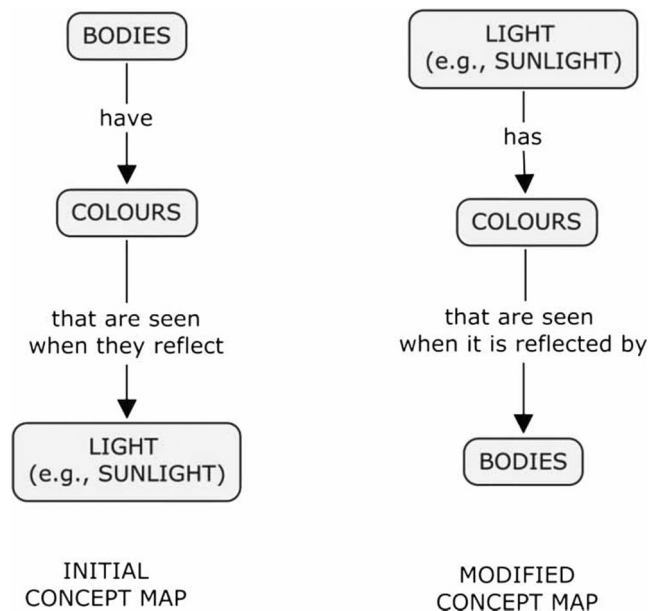 BODIES
have
COLOURS
that are seen
when they reflect
LIGHT
(e.g., SUNLIGHT)
INITIAL
CONCEPT MAP
LIGHT
(e.g., SUNLIGHT)
has
COLOURS
that are seen
when it is reflected by
BODIES
MODIFIED
CONCEPT MAP